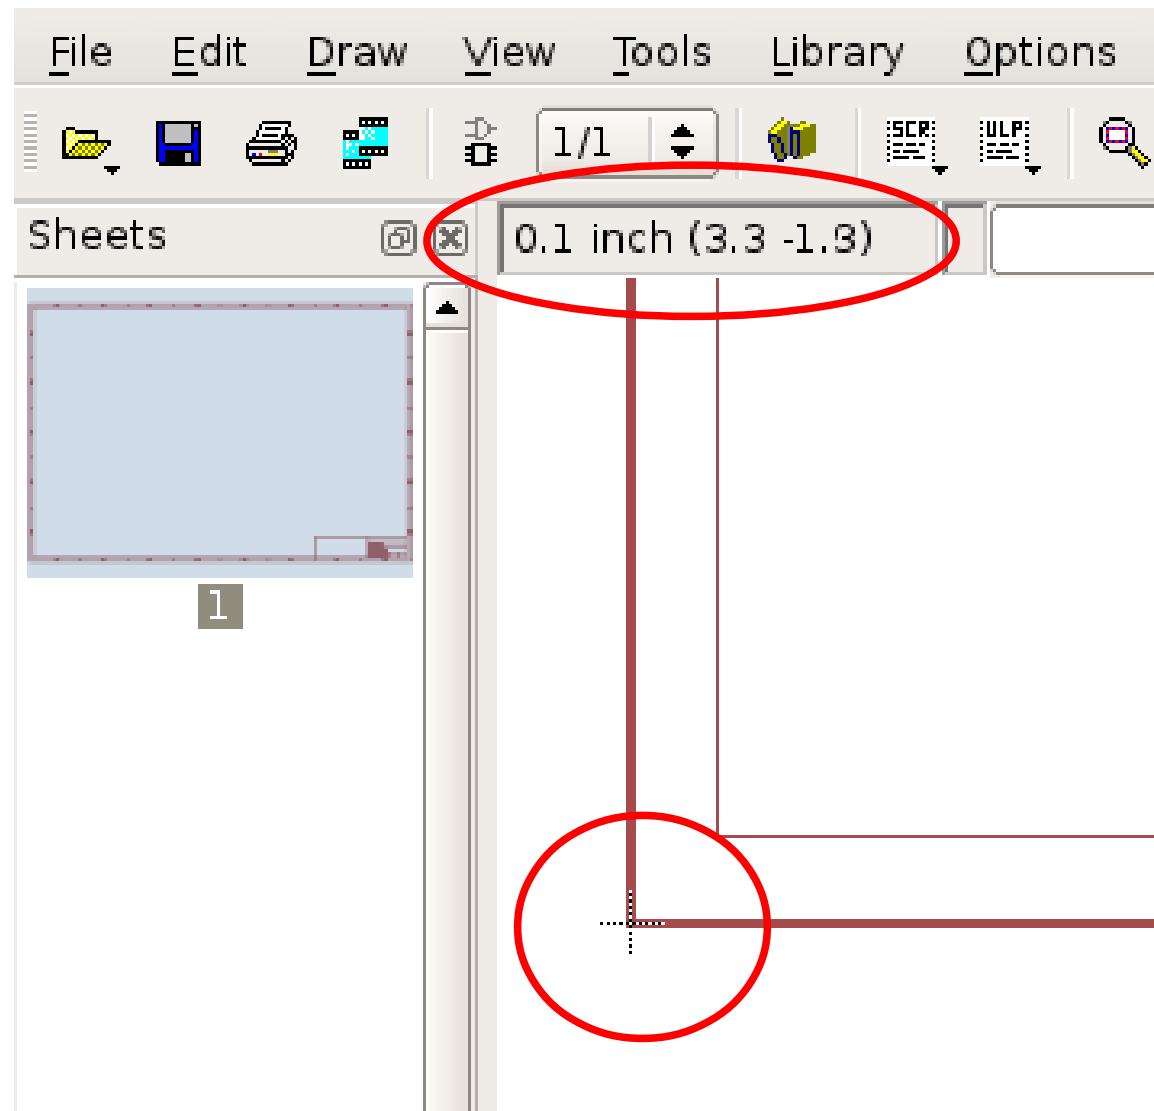 File Edit Draw View Tools Library Options
1/1 SCR ULP
Sheets 0.1 inch (3.3 -1.9)
1